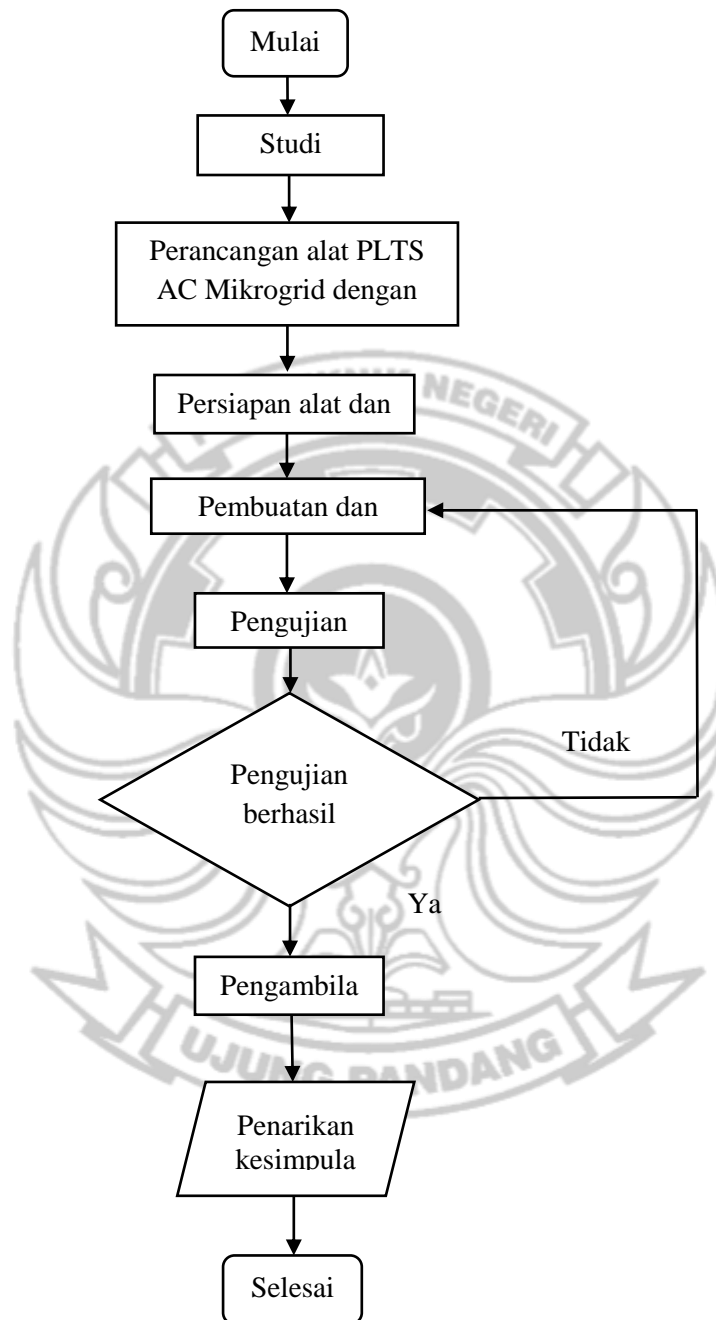 Mulai
Studi
Perancangan alat PLTS
AC Mikrogrid dengan
NEGERI
Persiapan alat dan
Pembuatan dan
Pengujian
Tidak
Pengujian
berhasil
Ya
Pengambila
UJUNG PANDANG
Penarikan
kesimpula
Selesai